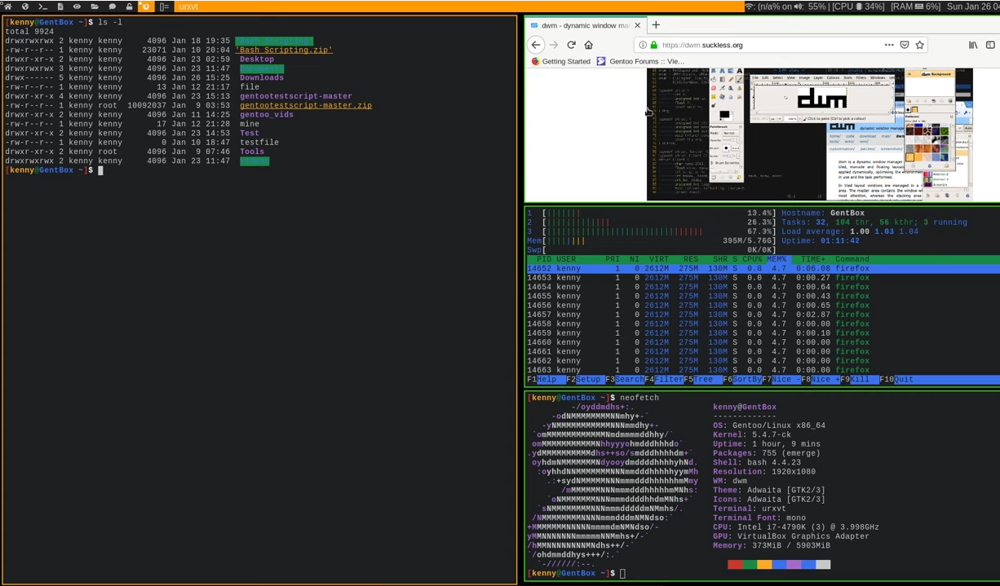 []= urxvt (n/a% on 55% | [CPU 34%] [RAM 6%] Sun Jan 26 0
[kenny@GentBox ~]$ ls -l
total 9924
drwxrwxrwx 2 kenny kenny 4096 Jan 18 19:35 'Bash Scripting'
-rw-r--r-- 1 kenny kenny 23071 Jan 10 20:04 'Bash Scripting.zip'
drwxr-xr-x 2 kenny kenny 4096 Jan 23 02:59 Desktop
drwxrwxrwx 3 kenny kenny 4096 Jan 23 11:47
drwx------ 5 kenny kenny 4096 Jan 26 15:25 Downloads
-rw-r--r-- 1 kenny kenny 13 Jan 12 21:17 file
drwxr-xr-x 4 kenny kenny 4096 Jan 23 15:13 gentootestscript-master
-rw-r--r-- 1 kenny root 10092037 Jan 9 03:53 gentootestscript-master.zip
drwxr-xr-x 2 kenny kenny 4096 Jan 11 14:25 gentoo_vids
-rw-r--r-- 1 kenny kenny 17 Jan 12 21:28 mine
drwxr-xr-x 2 kenny kenny 4096 Jan 23 14:53 Test
-rw-r--r-- 1 kenny kenny 0 Jan 10 18:47 testfile
drwxr-xr-x 2 kenny root 4096 Jan 9 07:46 Tools
drwxrwxrwx 2 kenny kenny 4096 Jan 23 11:47
[kenny@GentBox ~]$
dwm - dynamic window ma
https://dwm.suckless.org
Getting Started Gentoo Forums :: Vie...
dwm
1 [ 13.4%] Hostname: GentBox
2 [ 26.3%] Tasks: 32, 104 thr, 56 kthr; 3 running
3 [ 67.3%] Load average: 1.00 1.03 1.04
Mem[ 395M/5.76G] Uptime: 01:13:42
Swp[ 0K/0K]
PID USER PRI NI VIRT RES SHR S CPU% MEM% TIME+ Command
14652 kenny 1 0 2612M 275M 130M S 0.0 4.7 0:06.08 firefox
14653 kenny 1 0 2612M 275M 130M S 0.0 4.7 0:00.27 firefox
14654 kenny 1 0 2612M 275M 130M S 0.0 4.7 0:00.64 firefox
14655 kenny 1 0 2612M 275M 130M S 0.0 4.7 0:00.43 firefox
14656 kenny 1 0 2612M 275M 130M S 0.0 4.7 0:00.65 firefox
14657 kenny 1 0 2612M 275M 130M S 0.0 4.7 0:02.87 firefox
14658 kenny 1 0 2612M 275M 130M S 0.0 4.7 0:00.00 firefox
14659 kenny 1 0 2612M 275M 130M S 0.0 4.7 0:00.10 firefox
14660 kenny 1 0 2612M 275M 130M S 0.0 4.7 0:00.00 firefox
14661 kenny 1 0 2612M 275M 130M S 0.0 4.7 0:00.00 firefox
14662 kenny 1 0 2612M 275M 130M S 0.0 4.7 0:00.00 firefox
14663 kenny 1 0 2612M 275M 130M S 0.0 4.7 0:00.00 firefox
F1Help F2Setup F3SearchF4FilterF5Tree F6SortByF7Nice -F8Nice +F9Kill F10Quit
[kenny@GentBox ~]$ neofetch
kenny@GentBox
-------------
OS: Gentoo/Linux x86_64
Kernel: 5.4.7-ck
Uptime: 1 hour, 9 mins
Packages: 755 (emerge)
Shell: bash 4.4.23
Resolution: 1920x1080
WM: dwm
Theme: Adwaita [GTK2/3]
Icons: Adwaita [GTK2/3]
Terminal: urxvt
Terminal Font: mono
CPU: Intel i7-4790K (3) @ 3.998GHz
GPU: VirtualBox Graphics Adapter
Memory: 373MiB / 5903MiB
[kenny@GentBox ~]$